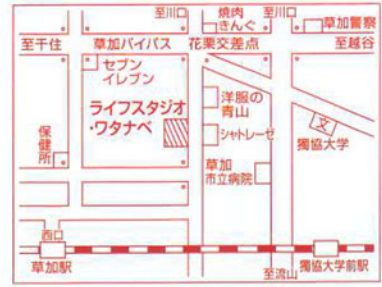 至川口
焼肉
きんぐ
至川口
草加警察
至千住
草加バイパス
花栗交差点
至越谷
セブン
イレブン
洋服の
青山
ライフスタジオ
・ワタナベ
シャトレーゼ
文
獨協大学
保健所
草加
市立病院
西口
草加駅
至流山
獨協大学前駅